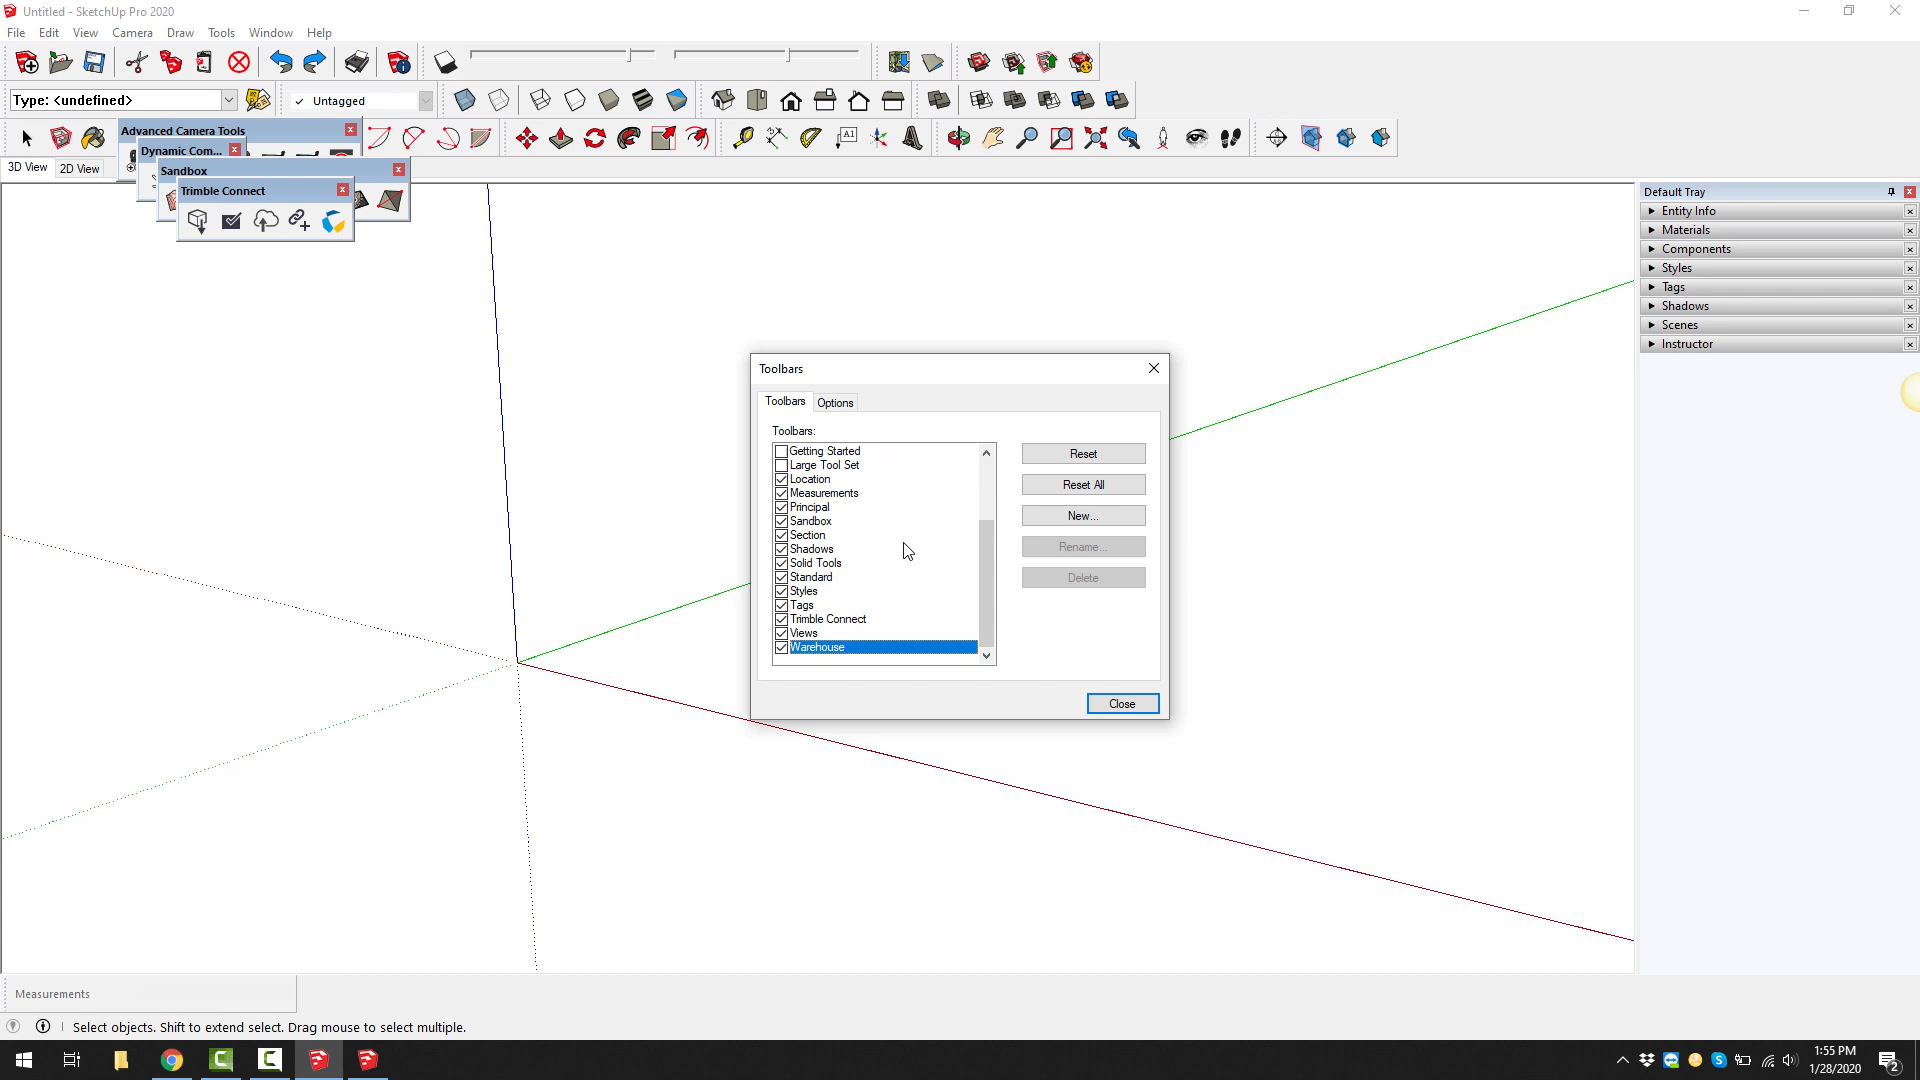 Untitled - SketchUp Pro 2020
File Edit View Camera Draw Tools Window Help
Type: <undefined>
Untagged
Advanced Camera Tools
Dynamic Com...
Sandbox
Trimble Connect
A1
3D View 2D View
Default Tray
Entity Info
Materials
Components
Styles
Tags
Shadows
Scenes
Instructor
Toolbars
Toolbars Options
Toolbars:
Getting Started
Large Tool Set
Location
Measurements
Principal
Sandbox
Section
Shadows
Solid Tools
Standard
Styles
Tags
Trimble Connect
Views
Warehouse
Reset
Reset All
New...
Rename...
Delete
Close
Measurements
Select objects. Shift to extend select. Drag mouse to select multiple.
1:55 PM
1/28/2020
2